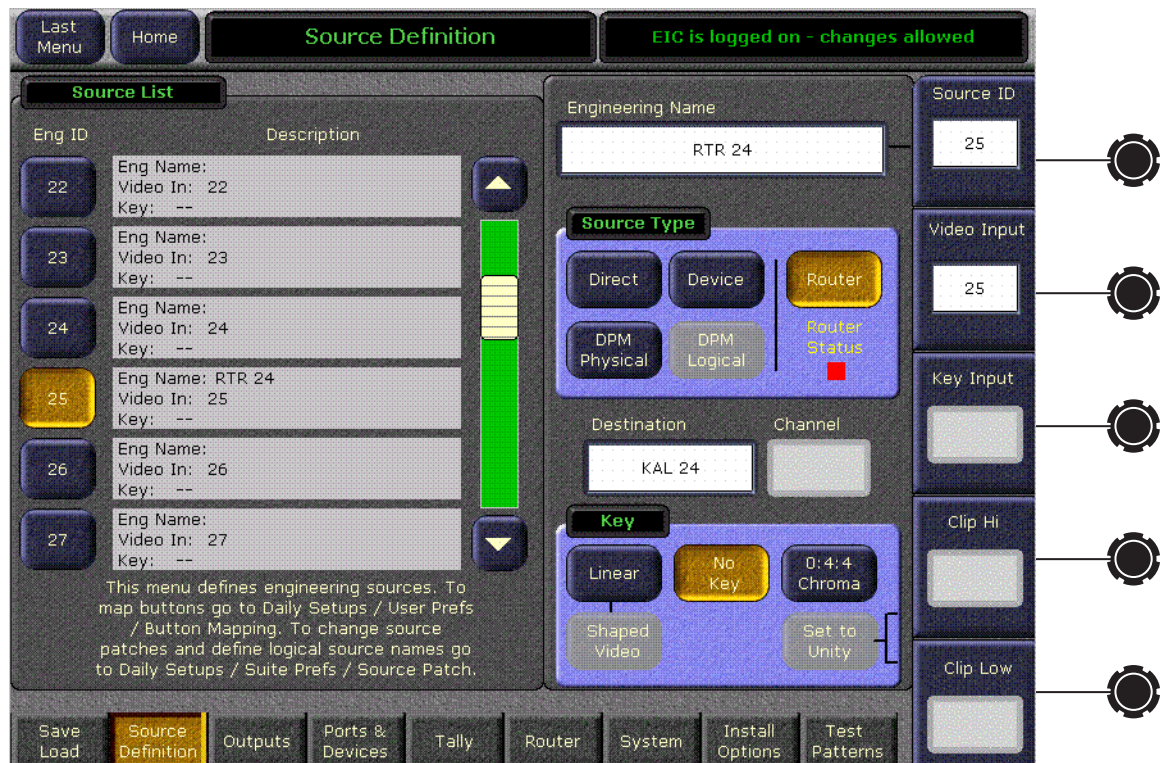 Last
Menu
Home
Source Definition
EIC is logged on - changes allowed
Source List
Eng ID
Description
22
Eng Name:
Video In: 22
Key: --
23
Eng Name:
Video In: 23
Key: --
24
Eng Name:
Video In: 24
Key: --
25
Eng Name: RTR 24
Video In: 25
Key: --
26
Eng Name:
Video In: 26
Key: --
27
Eng Name:
Video In: 27
Key: --
This menu defines engineering sources. To
map buttons go to Daily Setups / User Prefs
/ Button Mapping. To change source
patches and define logical source names go
to Daily Setups / Suite Prefs / Source Patch.
Engineering Name
RTR 24
Source Type
Direct
Device
Router
DPM
Physical
DPM
Logical
Router
Status
Destination
Channel
KAL 24
Key
Linear
No
Key
0:4:4
Chroma
Shaped
Video
Set to
Unity
Source ID
25
Video Input
25
Key Input
Clip Hi
Clip Low
Save
Load
Source
Definition
Outputs
Ports &
Devices
Tally
Router
System
Install
Options
Test
Patterns